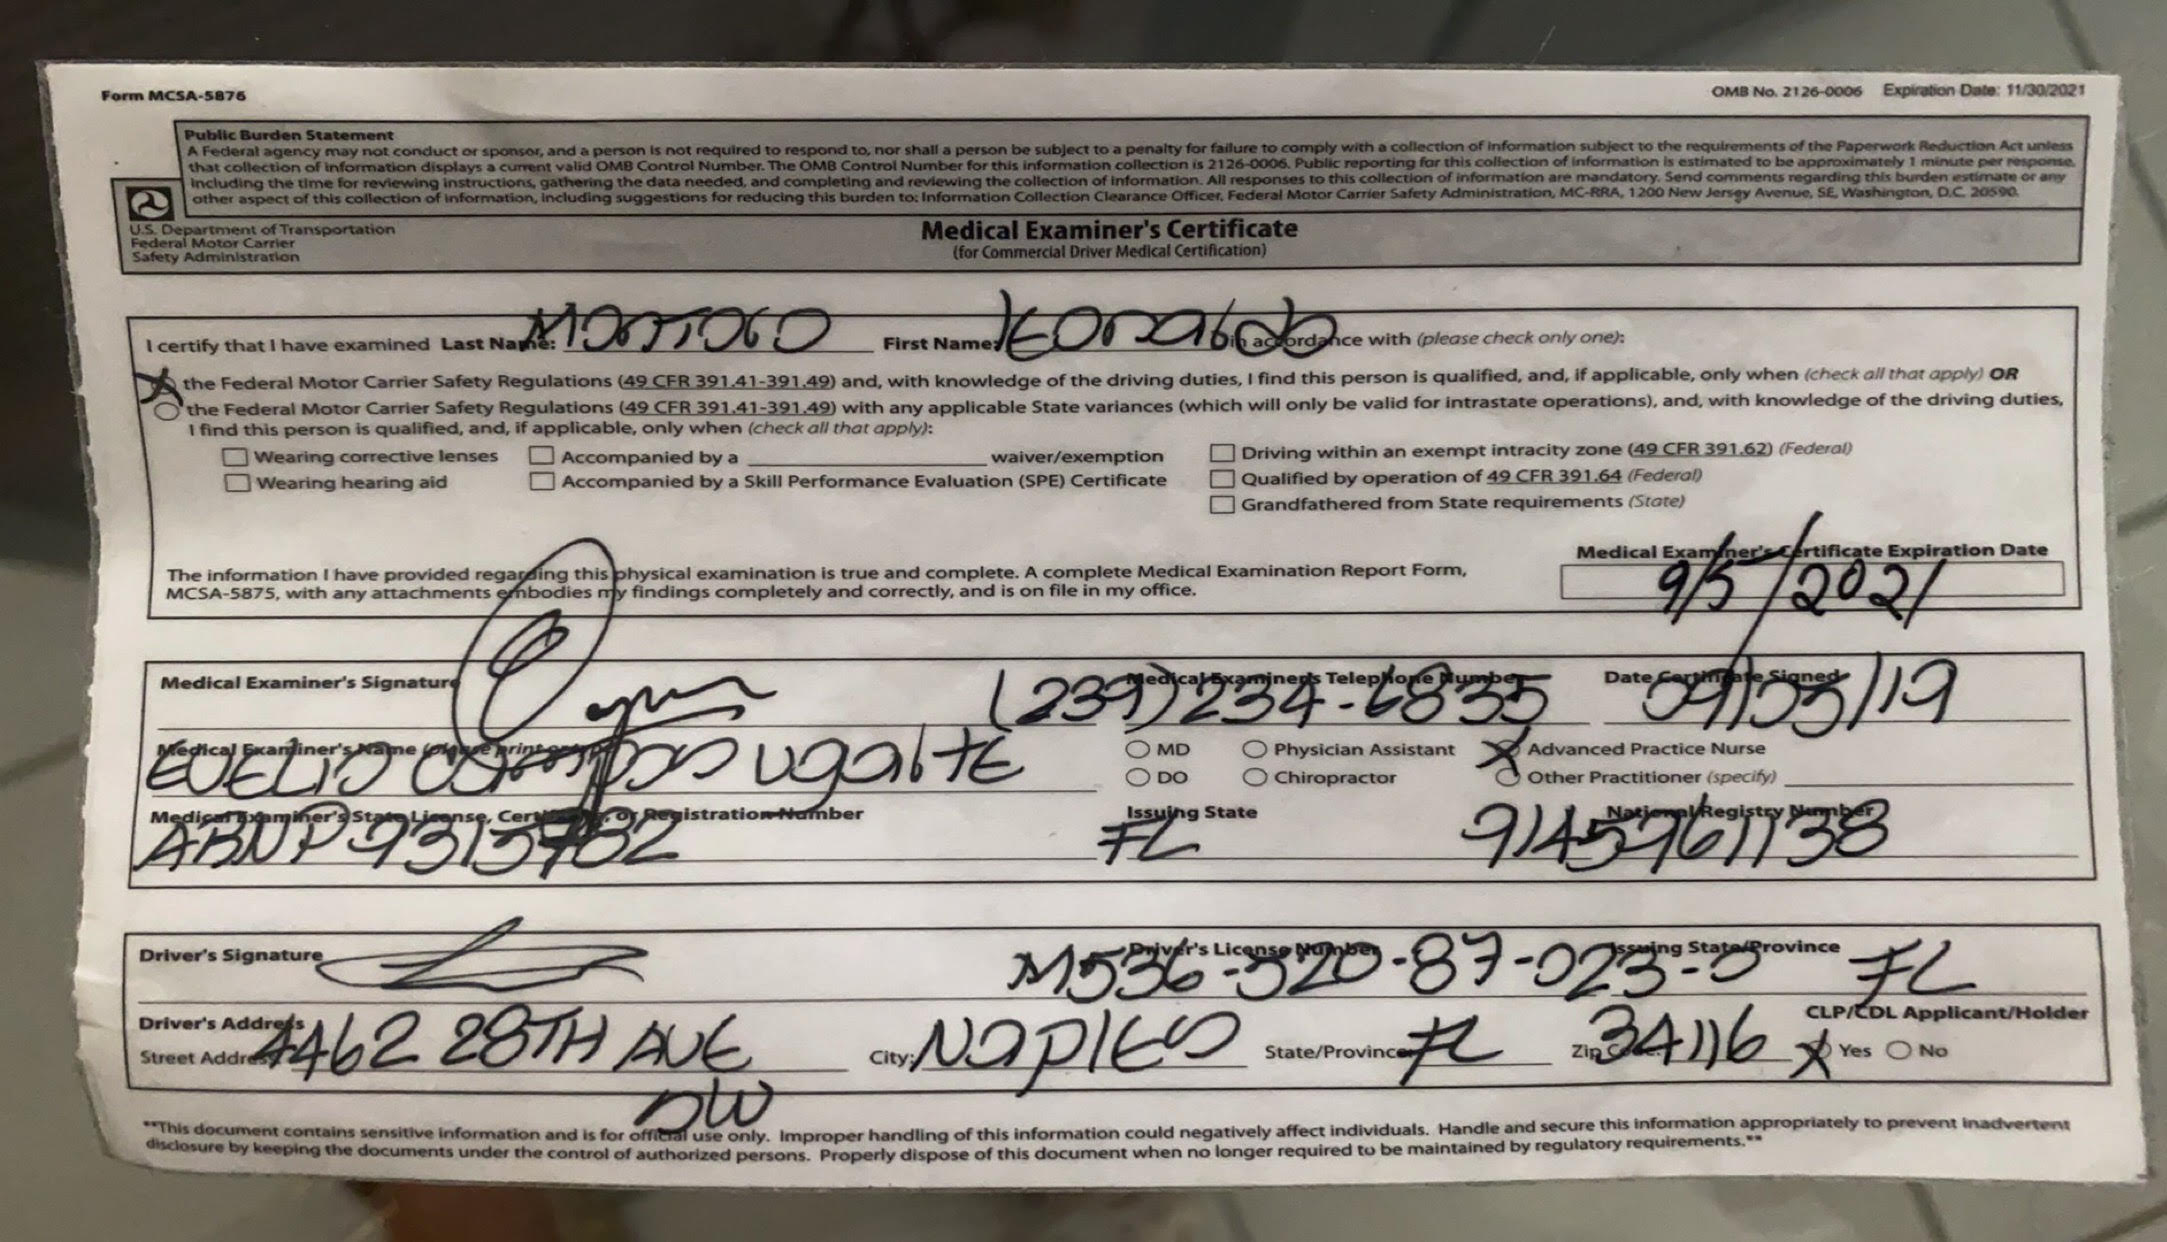 Form MCSA-5876
OMB No. 2126-0006 Expiration Date: 11/30/2021
Public Burden Statement
A Federal agency may not conduct or sponsor, and a person is not required to respond to, nor shall a person be subject to a penalty for failure to comply with a collection of information subject to the requirements of the Paperwork Reduction Act unless
that collection of information displays a current valid OMB Control Number. The OMB Control Number for this information collection is 2126-0006. Public reporting for this collection of information is estimated to be approximately 1 minute per response,
including the time for reviewing instructions, gathering the data needed, and completing and reviewing the collection of information. All responses to this collection of information are mandatory. Send comments regarding this burden estimate or any
other aspect of this collection of information, including suggestions for reducing this burden to: Information Collection Clearance Officer, Federal Motor Carrier Safety Administration, MC-RRA, 1200 New Jersey Avenue, SE, Washington, D.C. 20590.
U.S. Department of Transportation
Federal Motor Carrier
Safety Administration
Medical Examiner's Certificate
(for Commercial Driver Medical Certification)
I certify that I have examined Last Name: First Name: in accordance with (please check only one):
the Federal Motor Carrier Safety Regulations (49 CFR 391.41-391.49) and, with knowledge of the driving duties, I find this person is qualified, and, if applicable, only when (check all that apply) OR
the Federal Motor Carrier Safety Regulations (49 CFR 391.41-391.49) with any applicable State variances (which will only be valid for intrastate operations), and, with knowledge of the driving duties,
I find this person is qualified, and, if applicable, only when (check all that apply):
Wearing corrective lenses Accompanied by a waiver/exemption Driving within an exempt intracity zone (49 CFR 391.62) (Federal)
Wearing hearing aid Accompanied by a Skill Performance Evaluation (SPE) Certificate Qualified by operation of 49 CFR 391.64 (Federal)
Grandfathered from State requirements (State)
The information I have provided regarding this physical examination is true and complete. A complete Medical Examination Report Form,
MCSA-5875, with any attachments embodies my findings completely and correctly, and is on file in my office.
Medical Examiner's Certificate Expiration Date
9/5/2021
Medical Examiner's Signature Medical Examiner's Telephone Number (239)234-6835 Date Certificate Signed 09/05/19
Medical Examiner's Name (please print or type) EUELIO Campos Ugalte
MD Physician Assistant Advanced Practice Nurse
DO Chiropractor Other Practitioner (specify)
Medical Examiner's State License, Certificate, or Registration Number Issuing State FL National Registry Number 9145961138
Driver's Signature Driver's License Number M536-520-87-023-0 Issuing State/Province FL
Driver's Address
Street Address: 4462 28TH AVE SW City: Naples State/Province: FL Zip Code: 34116
CLP/CDL Applicant/Holder
Yes No
**This document contains sensitive information and is for official use only. Improper handling of this information could negatively affect individuals. Handle and secure this information appropriately to prevent inadvertent
disclosure by keeping the documents under the control of authorized persons. Properly dispose of this document when no longer required to be maintained by regulatory requirements.**